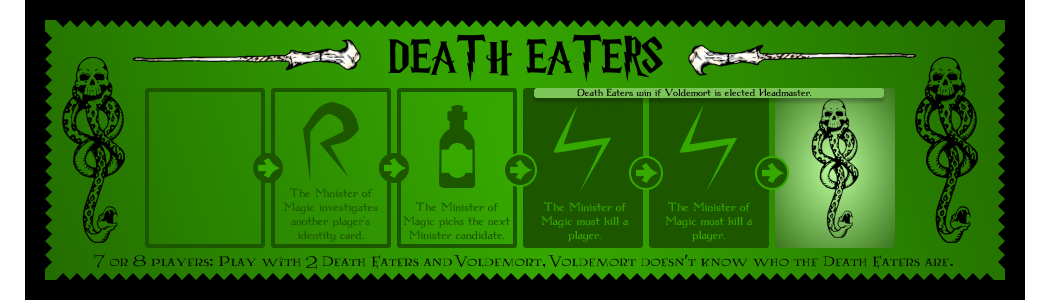 DEATH EATERS
Death Eaters win if Voldemort is elected Headmaster.
The Minister of
Magic investigates
another player's
identity card.
The Minister of
Magic picks the next
Minister candidate.
The Minister of
Magic must kill a
player.
The Minister of
Magic must kill a
player.
7 or 8 players: Play with 2 Death Eaters and Voldemort, Voldemort doesn't know who the Death Eaters are.